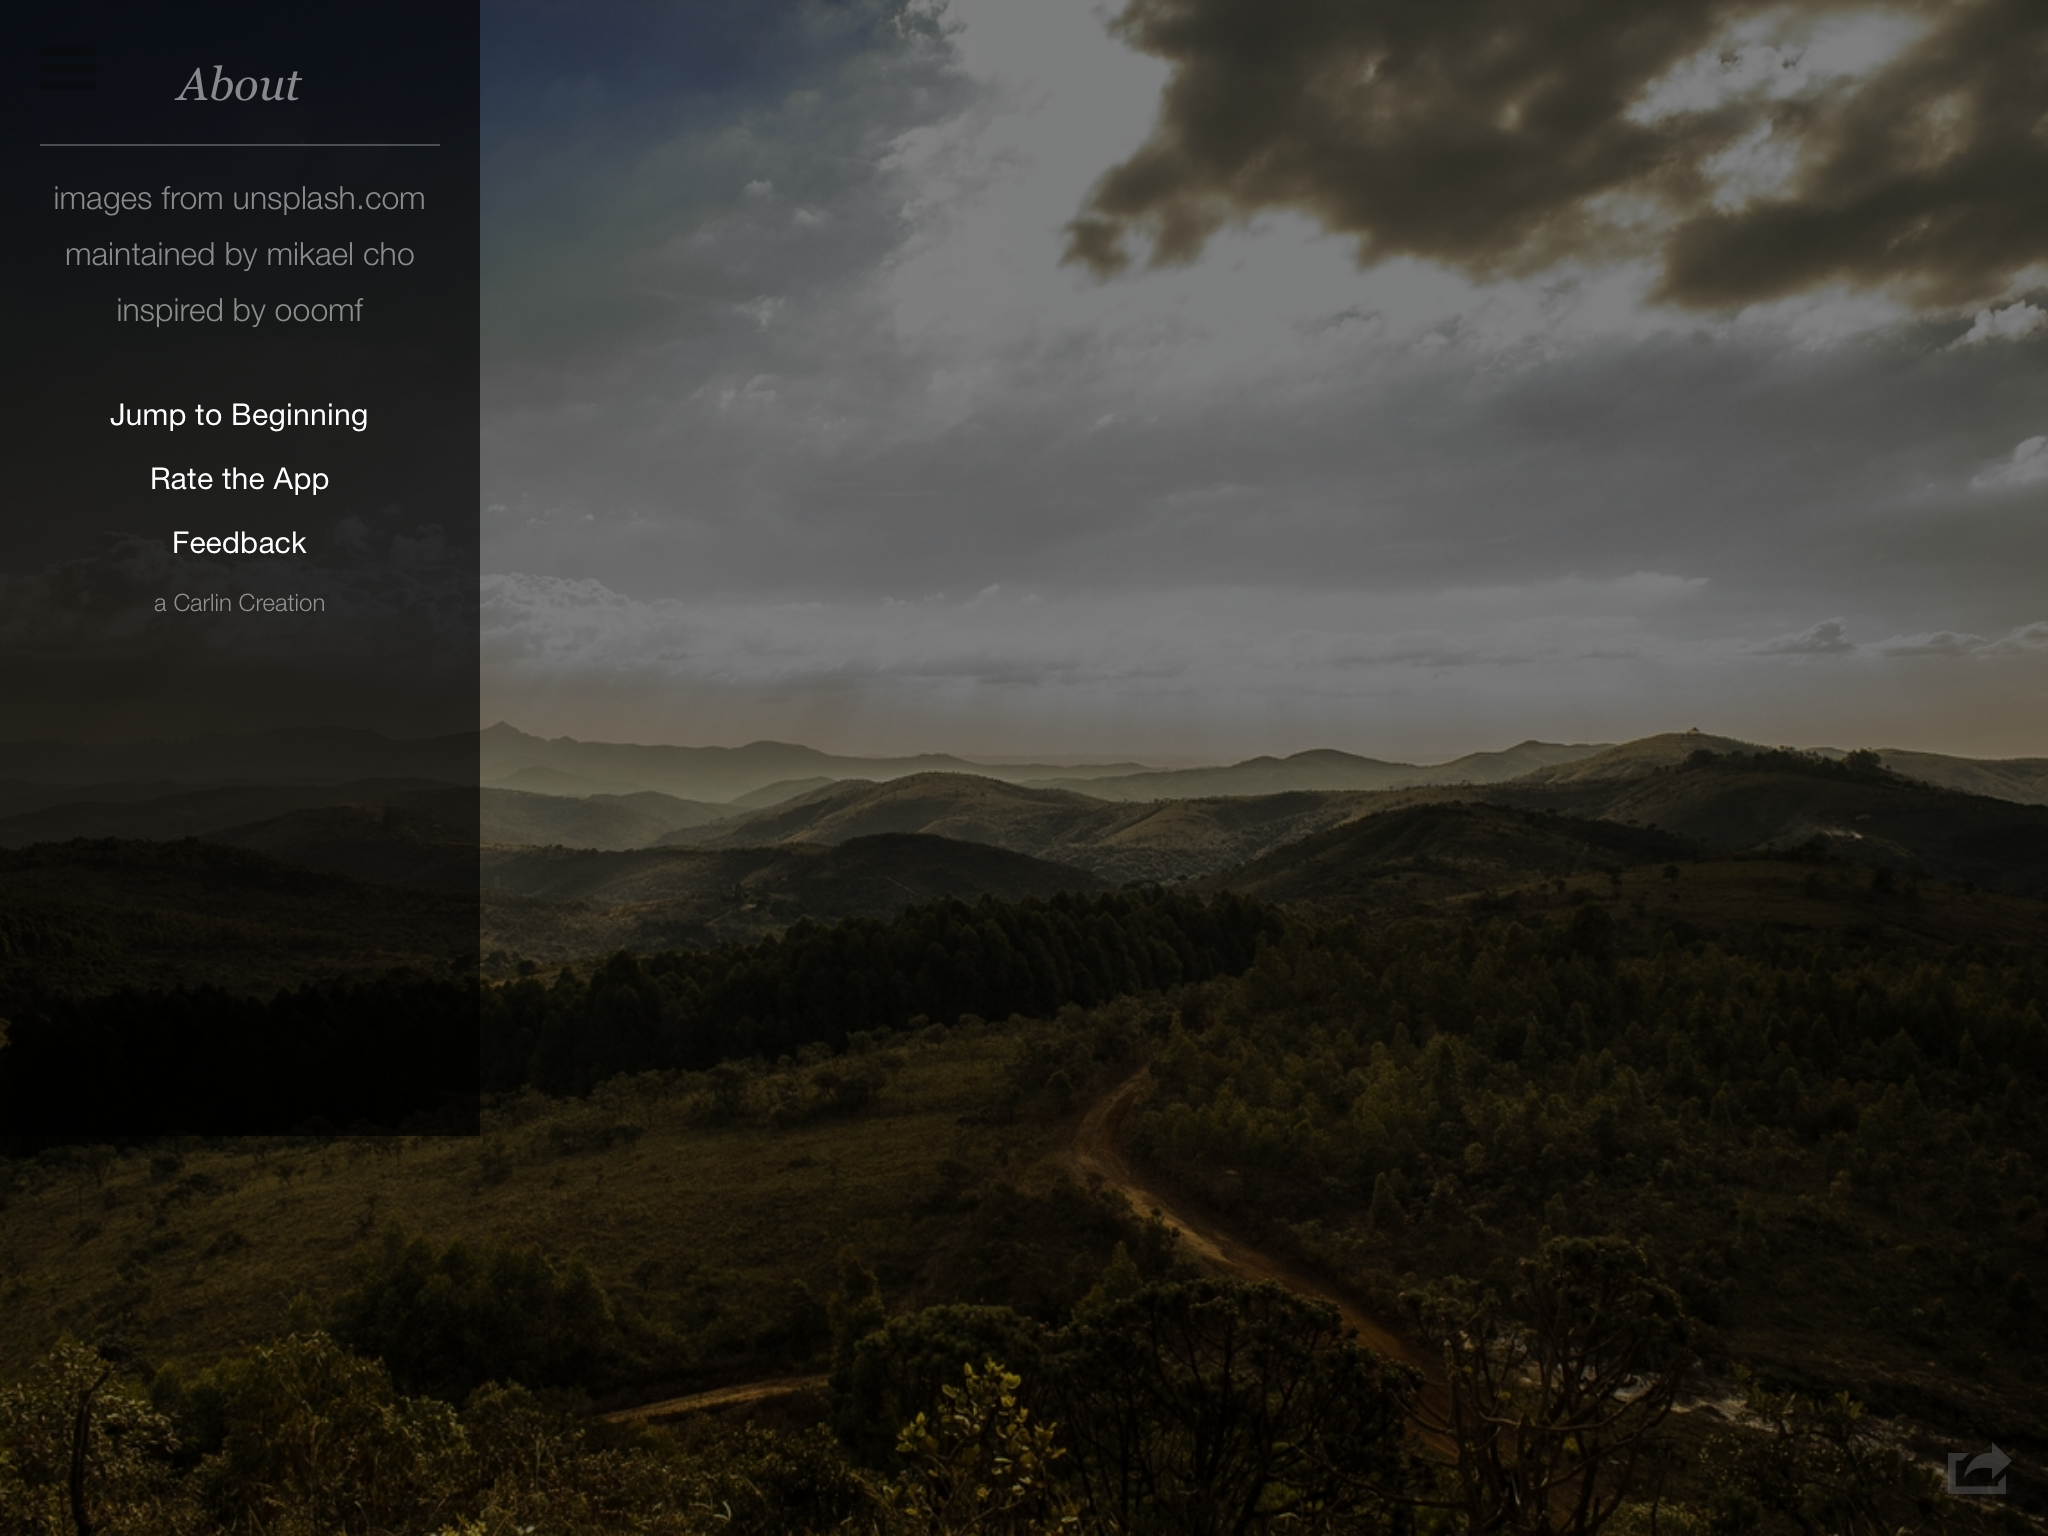 About
images from unsplash.com
maintained by mikael cho
inspired by ooomf
Jump to Beginning
Rate the App
Feedback
a Carlin Creation